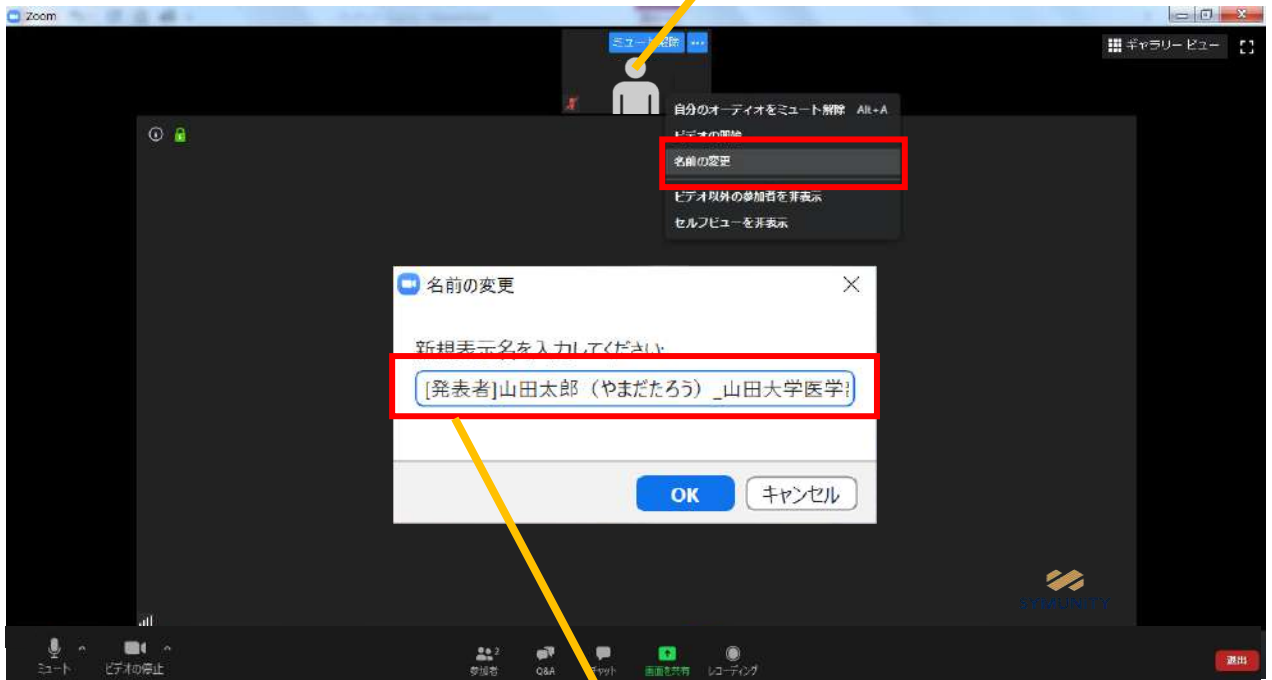 Zoom
ミュート解除 ...
ギャラリービュー
自分のオーディオをミュート解除 Alt+A
ビデオの開始
名前の変更
ビデオ以外の参加者を非表示
セルフビューを非表示
名前の変更
新規表示名を入力してください:
[発表者]山田太郎（やまだたろう）_山田大学医学
OK
キャンセル
ミュート
ビデオの停止
参加者 2
Q&A
チャット
画面を共有
レコーディング
退出